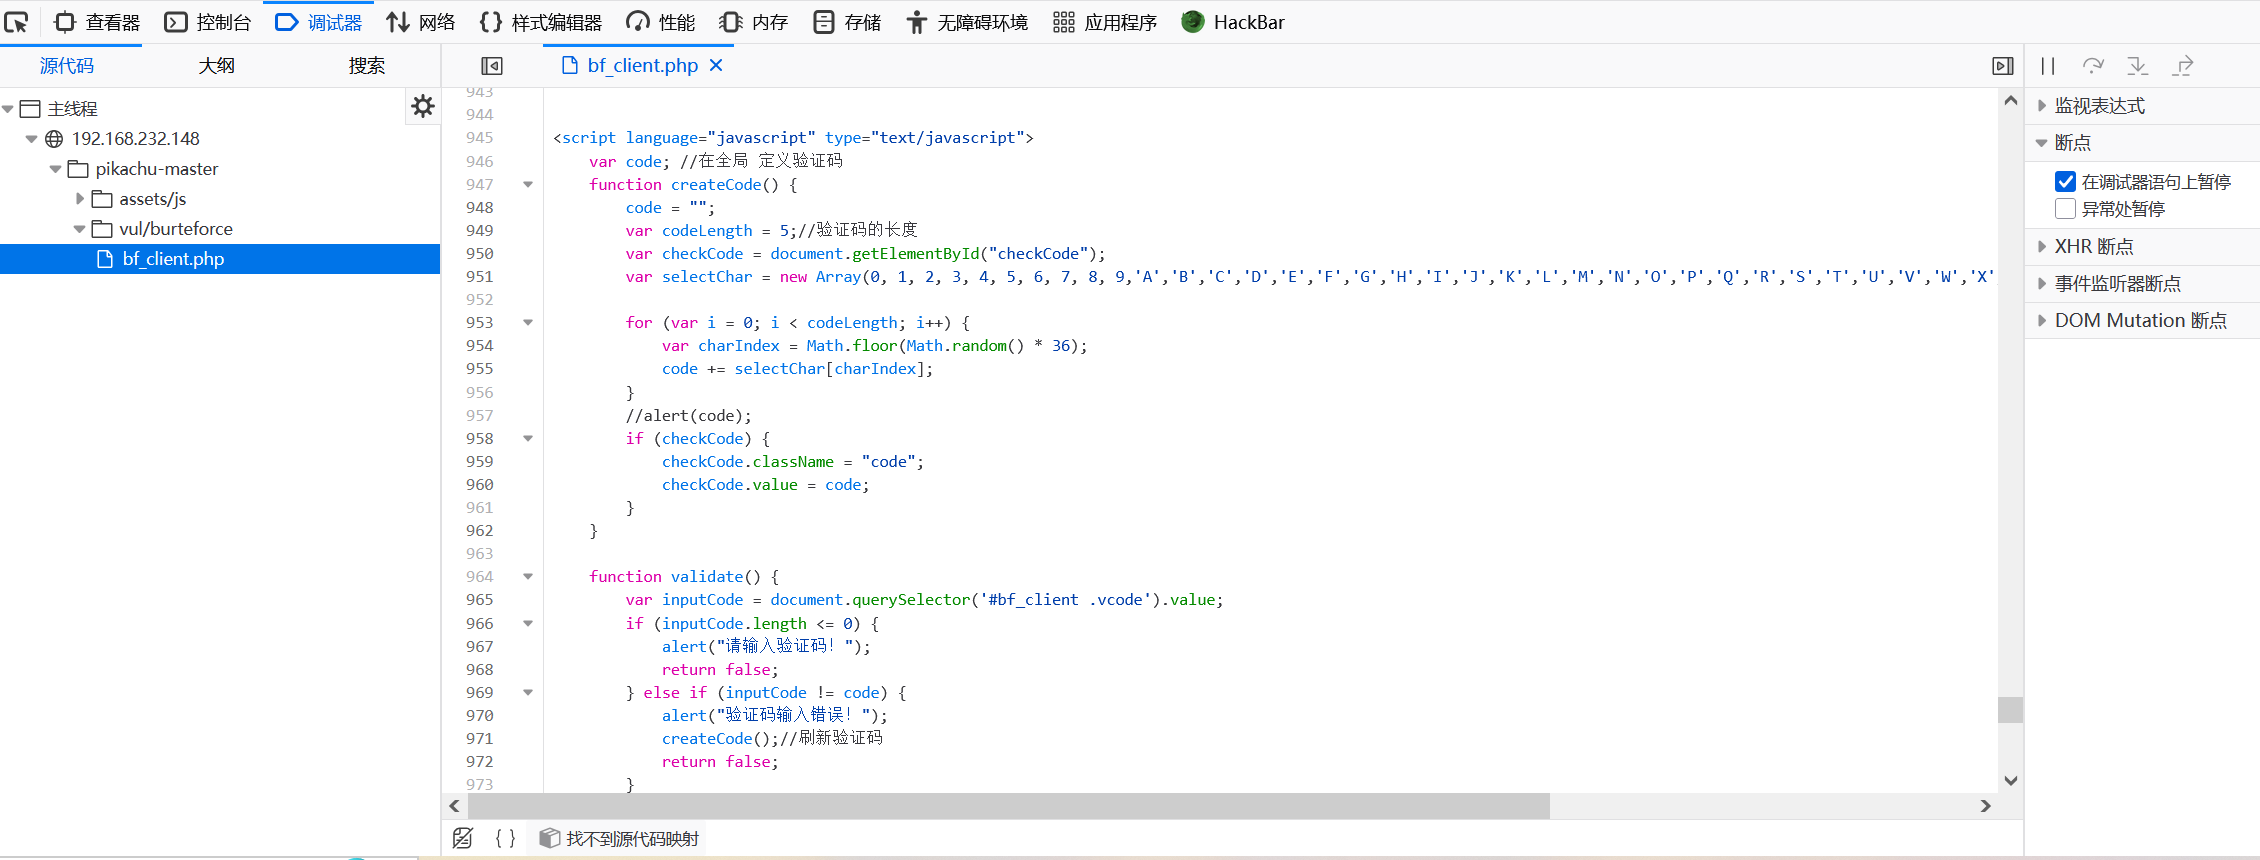 查看器 控制台 调试器 网络 样式编辑器 性能 内存 存储 无障碍环境 应用程序 HackBar
源代码 大纲 搜索
主线程
192.168.232.148
pikachu-master
assets/js
vul/burteforce
bf_client.php
bf_client.php
943
944
945 <script language="javascript" type="text/javascript">
946     var code; //在全局 定义验证码
947     function createCode() {
948         code = "";
949         var codeLength = 5;//验证码的长度
950         var checkCode = document.getElementById("checkCode");
951         var selectChar = new Array(0, 1, 2, 3, 4, 5, 6, 7, 8, 9,'A','B','C','D','E','F','G','H','I','J','K','L','M','N','O','P','Q','R','S','T','U','V','W','X'
952
953         for (var i = 0; i < codeLength; i++) {
954             var charIndex = Math.floor(Math.random() * 36);
955             code += selectChar[charIndex];
956         }
957         //alert(code);
958         if (checkCode) {
959             checkCode.className = "code";
960             checkCode.value = code;
961         }
962     }
963
964     function validate() {
965         var inputCode = document.querySelector('#bf_client .vcode').value;
966         if (inputCode.length <= 0) {
967             alert("请输入验证码！");
968             return false;
969         } else if (inputCode != code) {
970             alert("验证码输入错误！");
971             createCode();//刷新验证码
972             return false;
973         }
{ } 找不到源代码映射
监视表达式
断点
在调试器语句上暂停
异常处暂停
XHR 断点
事件监听器断点
DOM Mutation 断点